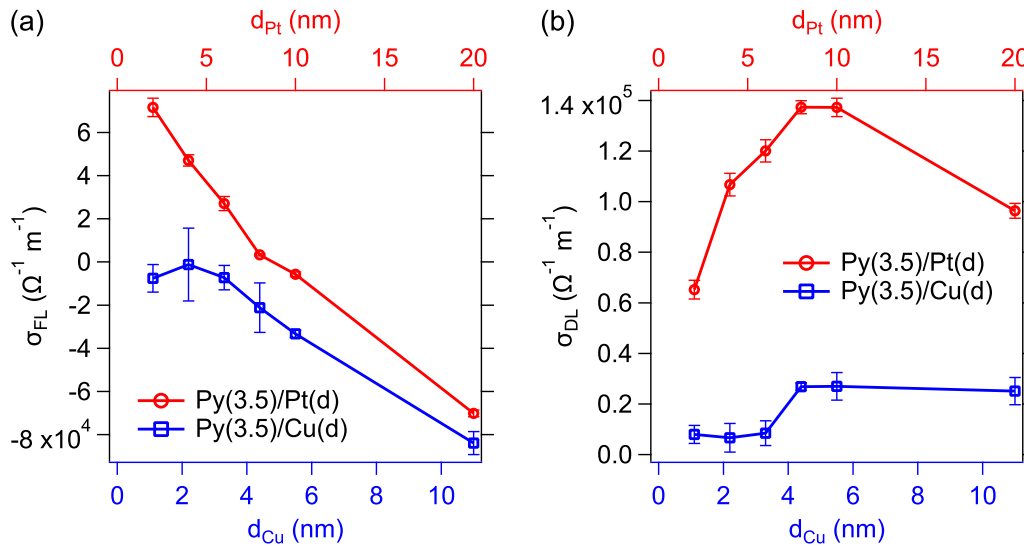 (a)
d_Pt (nm)
0 5 10 15 20
6
4
2
0
-2
-4
-6
-8 x10^4
σ_FL (Ω^-1 m^-1)
Py(3.5)/Pt(d)
Py(3.5)/Cu(d)
0 2 4 6 8 10
d_Cu (nm)
(b)
d_Pt (nm)
0 5 10 15 20
1.4 x10^5
1.2
1.0
0.8
0.6
0.4
0.2
0.0
σ_DL (Ω^-1 m^-1)
Py(3.5)/Pt(d)
Py(3.5)/Cu(d)
0 2 4 6 8 10
d_Cu (nm)